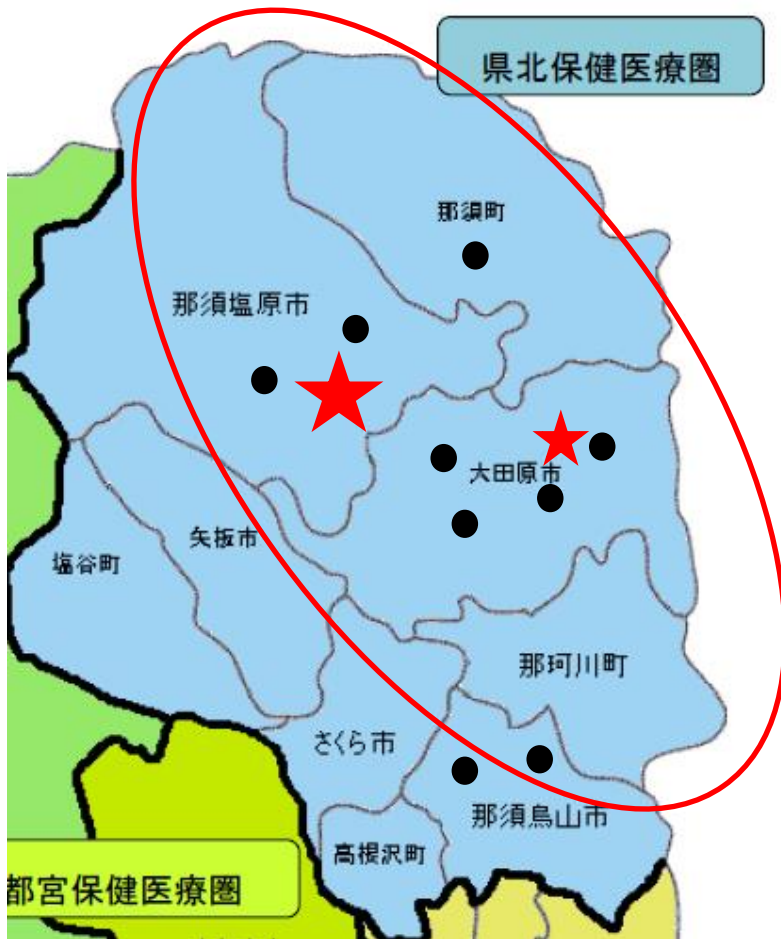 県北保健医療圏
那須町
那須塩原市
大田原市
矢板市
塩谷町
那珂川町
さくら市
那須烏山市
高根沢町
都宮保健医療圏